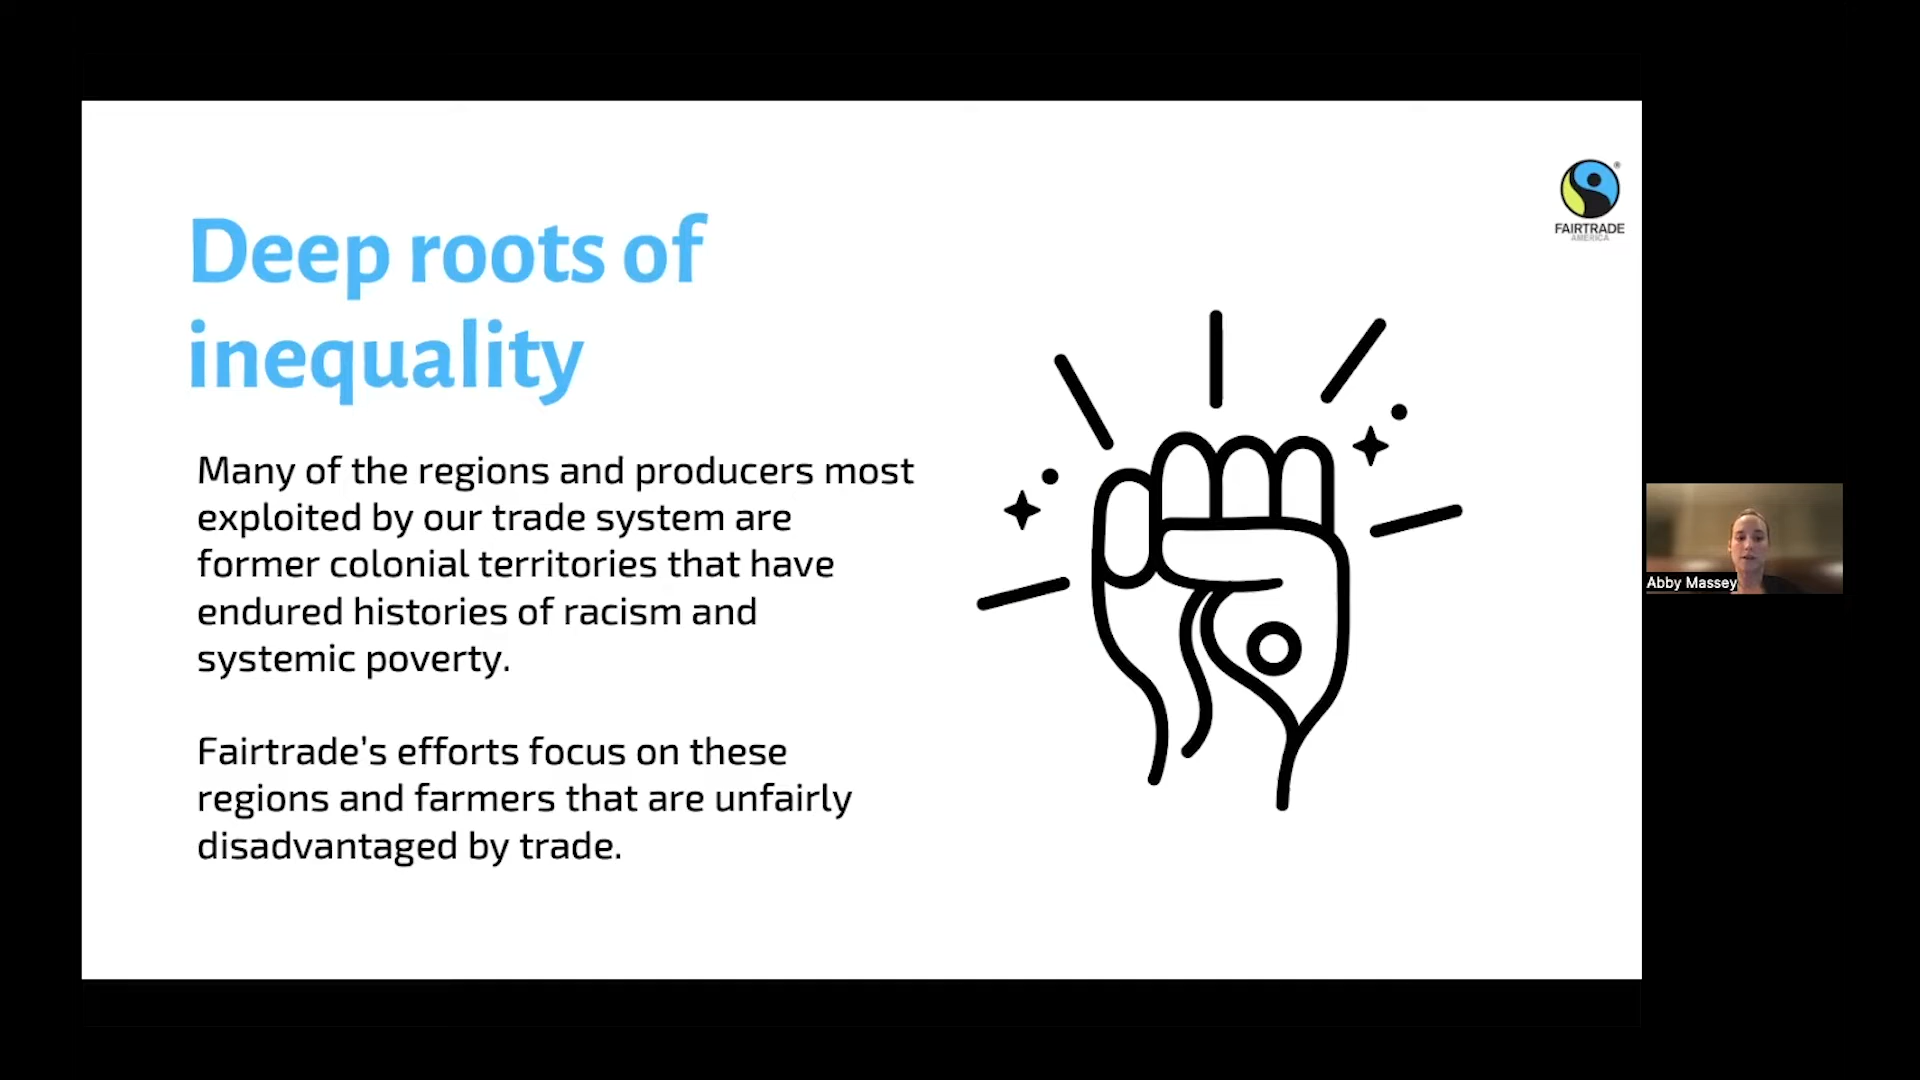 Deep roots of
inequality
Many of the regions and producers most
exploited by our trade system are
former colonial territories that have
endured histories of racism and
systemic poverty.
Fairtrade's efforts focus on these
regions and farmers that are unfairly
disadvantaged by trade.
®
FAIRTRADE
AMERICA
Abby Massey